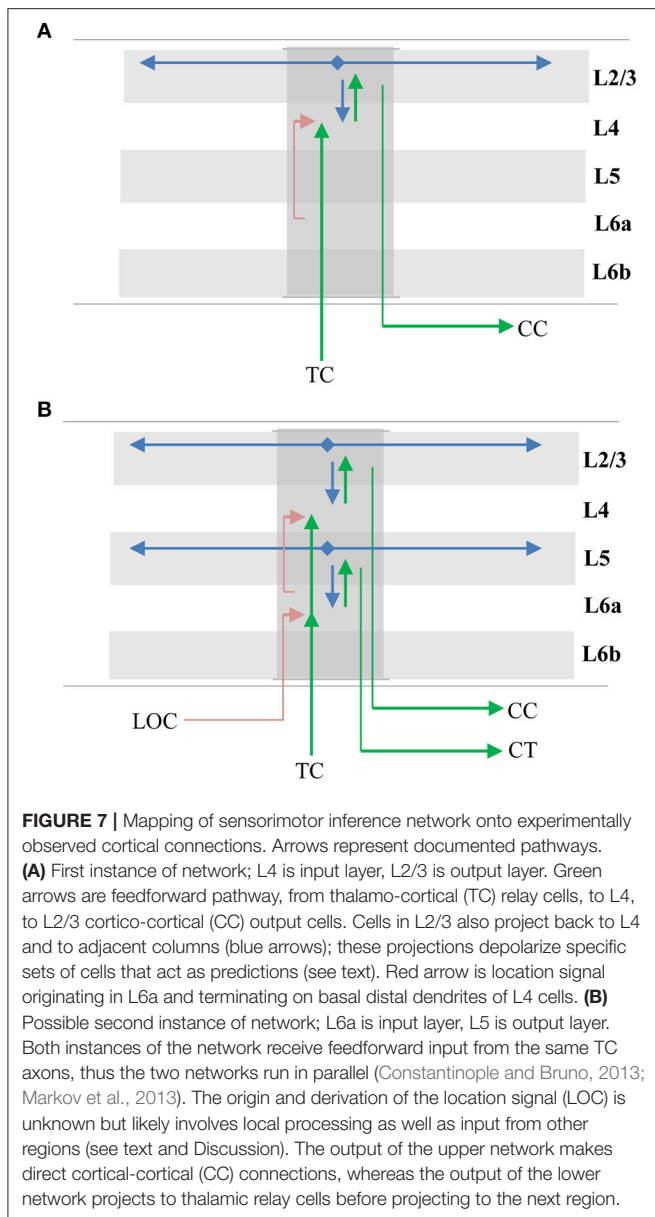 A
L2/3
L4
L5
L6a
L6b
CC
TC
B
L2/3
L4
L5
L6a
L6b
LOC
CC
TC
CT
FIGURE 7 | Mapping of sensorimotor inference network onto experimentally
observed cortical connections. Arrows represent documented pathways.
(A) First instance of network; L4 is input layer, L2/3 is output layer. Green
arrows are feedforward pathway, from thalamo-cortical (TC) relay cells, to L4,
to L2/3 cortico-cortical (CC) output cells. Cells in L2/3 also project back to L4
and to adjacent columns (blue arrows); these projections depolarize specific
sets of cells that act as predictions (see text). Red arrow is location signal
originating in L6a and terminating on basal distal dendrites of L4 cells. (B)
Possible second instance of network; L6a is input layer, L5 is output layer.
Both instances of the network receive feedforward input from the same TC
axons, thus the two networks run in parallel (Constantinople and Bruno, 2013;
Markov et al., 2013). The origin and derivation of the location signal (LOC) is
unknown but likely involves local processing as well as input from other
regions (see text and Discussion). The output of the upper network makes
direct cortical-cortical (CC) connections, whereas the output of the lower
network projects to thalamic relay cells before projecting to the next region.